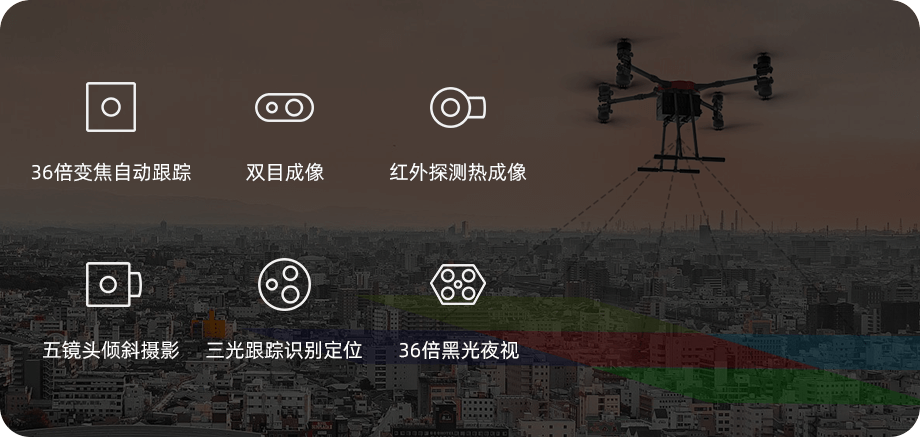 36倍变焦自动跟踪
双目成像
红外探测热成像
五镜头倾斜摄影
三光跟踪识别定位
36倍黑光夜视